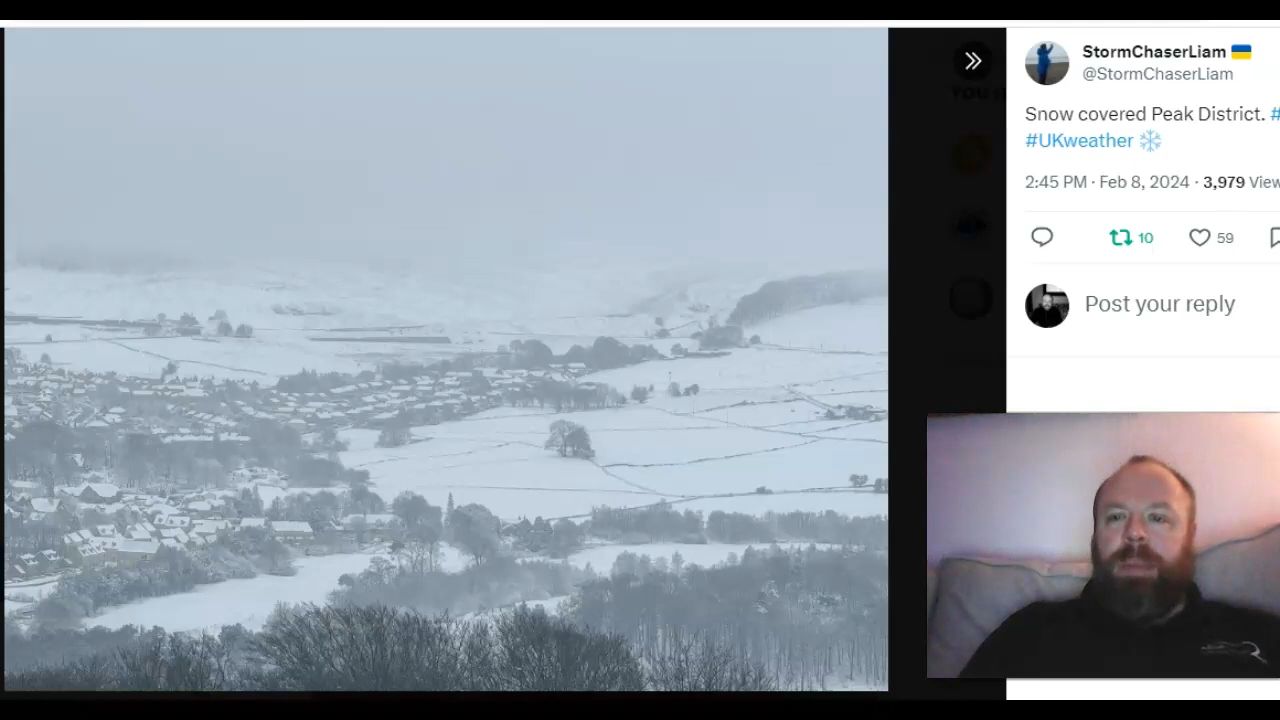 StormChaserLiam 🇺🇦
@StormChaserLiam
Snow covered Peak District. #
#UKweather ❄️
2:45 PM · Feb 8, 2024 · 3,979 View
10
59
Post your reply